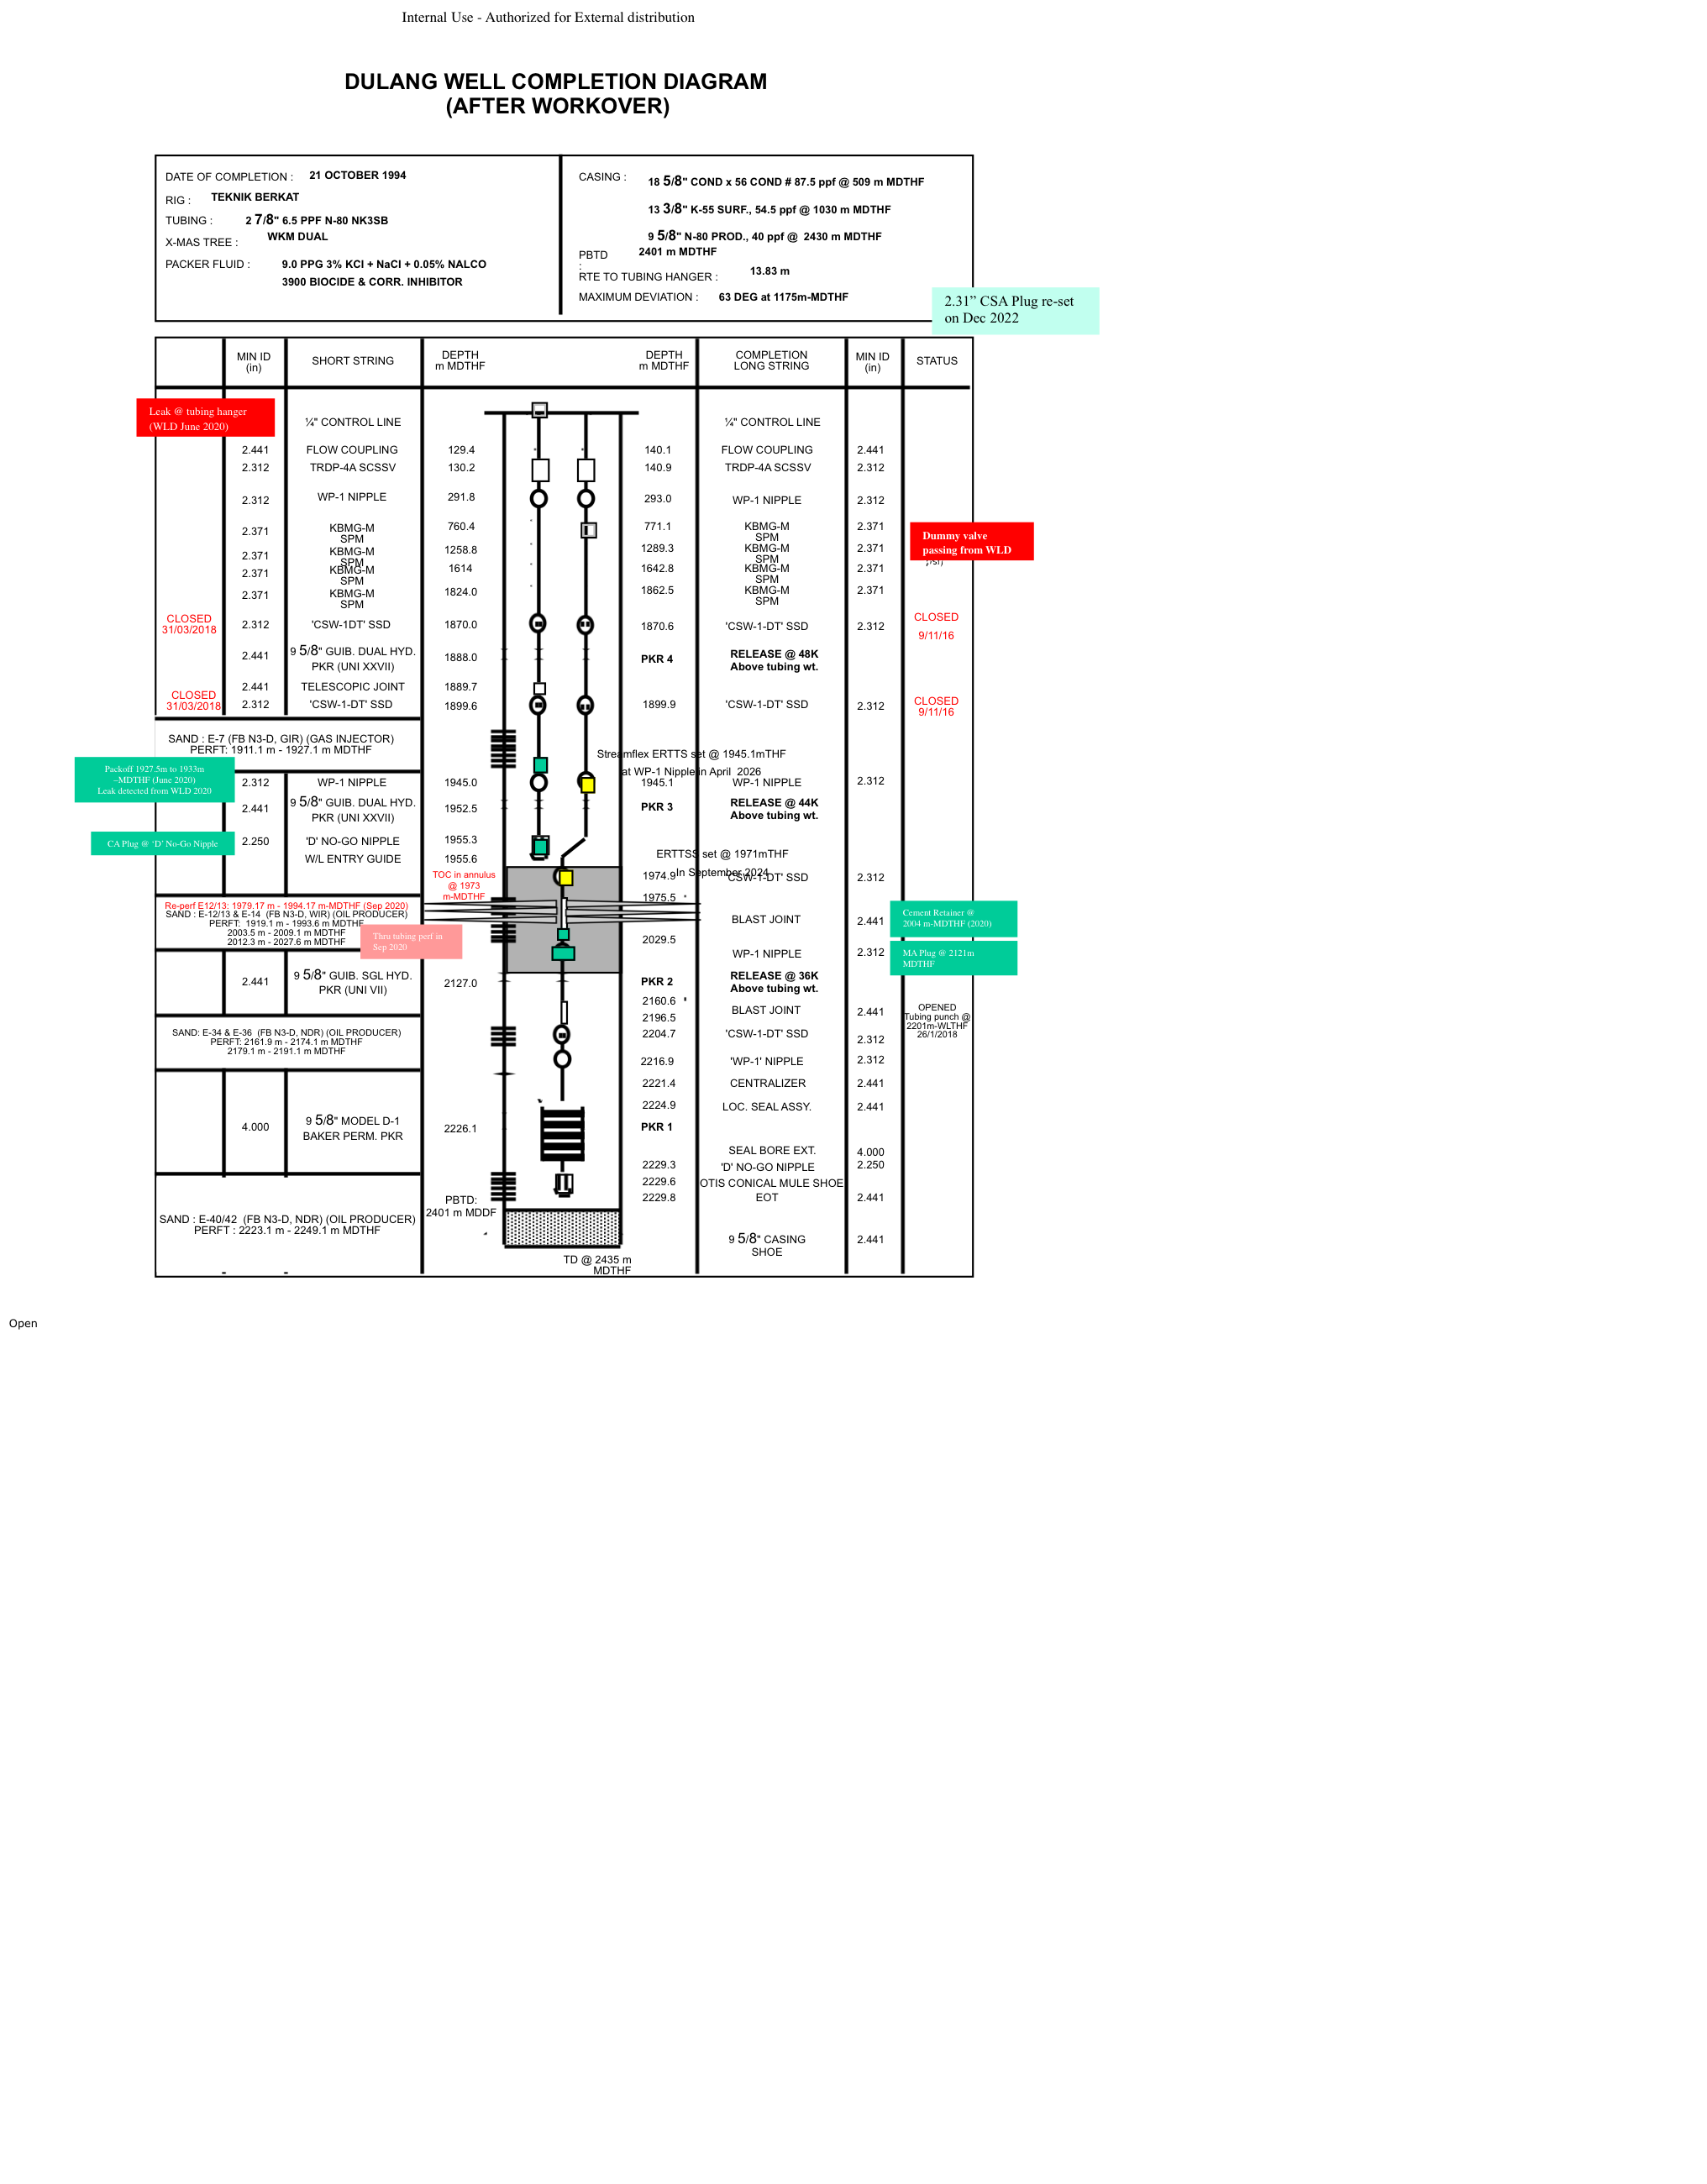 Internal Use - Authorized for External distribution
DULANG WELL COMPLETION DIAGRAM
(AFTER WORKOVER)
DATE OF COMPLETION : 21 OCTOBER 1994
RIG : TEKNIK BERKAT
TUBING : 2 7/8" 6.5 PPF N-80 NK3SB
X-MAS TREE : WKM DUAL
PACKER FLUID : 9.0 PPG 3% KCl + NaCl + 0.05% NALCO
3900 BIOCIDE & CORR. INHIBITOR
CASING : 18 5/8" COND x 56 COND # 87.5 ppf @ 509 m MDTHF
13 3/8" K-55 SURF., 54.5 ppf @ 1030 m MDTHF
9 5/8" N-80 PROD., 40 ppf @ 2430 m MDTHF
PBTD : 2401 m MDTHF
RTE TO TUBING HANGER : 13.83 m
MAXIMUM DEVIATION : 63 DEG at 1175m-MDTHF
2.31” CSA Plug re-set
on Dec 2022
MIN ID (in) SHORT STRING DEPTH m MDTHF DEPTH m MDTHF COMPLETION LONG STRING MIN ID (in) STATUS
Leak @ tubing hanger
(WLD June 2020)
¼" CONTROL LINE ¼" CONTROL LINE
2.441 FLOW COUPLING 129.4 140.1 FLOW COUPLING 2.441
2.312 TRDP-4A SCSSV 130.2 140.9 TRDP-4A SCSSV 2.312
2.312 WP-1 NIPPLE 291.8 293.0 WP-1 NIPPLE 2.312
2.371 KBMG-M SPM 760.4 771.1 KBMG-M SPM 2.371
Dummy valve
passing from WLD
2.371 KBMG-M SPM 1258.8 1289.3 KBMG-M SPM 2.371
2.371 KBMG-M SPM 1614 1642.8 KBMG-M SPM 2.371
2.371 KBMG-M SPM 1824.0 1862.5 KBMG-M SPM 2.371
CLOSED 31/03/2018 2.312 'CSW-1DT' SSD 1870.0 1870.6 'CSW-1-DT' SSD 2.312 CLOSED 9/11/16
2.441 9 5/8" GUIB. DUAL HYD. PKR (UNI XXVII) 1888.0 PKR 4 RELEASE @ 48K Above tubing wt.
2.441 TELESCOPIC JOINT 1889.7
CLOSED 31/03/2018 2.312 'CSW-1-DT' SSD 1899.6 1899.9 'CSW-1-DT' SSD 2.312 CLOSED 9/11/16
SAND : E-7 (FB N3-D, GIR) (GAS INJECTOR)
PERFT: 1911.1 m - 1927.1 m MDTHF
Streamflex ERTTS set @ 1945.1mTHF
at WP-1 Nipple in April 2026
Packoff 1927.5m to 1933m
–MDTHF (June 2020)
Leak detected from WLD 2020
2.312 WP-1 NIPPLE 1945.0 1945.1 WP-1 NIPPLE 2.312
2.441 9 5/8" GUIB. DUAL HYD. PKR (UNI XXVII) 1952.5 PKR 3 RELEASE @ 44K Above tubing wt.
CA Plug @ ‘D’ No-Go Nipple
2.250 'D' NO-GO NIPPLE 1955.3
W/L ENTRY GUIDE 1955.6
ERTTSS set @ 1971mTHF
In September 2024
TOC in annulus
@ 1973
m-MDTHF
1974.9 'CSW-1-DT' SSD 2.312
1975.5
Re-perf E12/13: 1979.17 m - 1994.17 m-MDTHF (Sep 2020)
SAND : E-12/13 & E-14 (FB N3-D, WIR) (OIL PRODUCER)
PERFT: 1919.1 m - 1993.6 m MDTHF
2003.5 m - 2009.1 m MDTHF
2012.3 m - 2027.6 m MDTHF
Thru tubing perf in
Sep 2020
BLAST JOINT 2.441
Cement Retainer @
2004 m-MDTHF (2020)
2029.5
WP-1 NIPPLE 2.312
MA Plug @ 2121m
MDTHF
2.441 9 5/8" GUIB. SGL HYD. PKR (UNI VII) 2127.0 PKR 2 RELEASE @ 36K Above tubing wt.
2160.6
BLAST JOINT 2.441
2196.5
OPENED
Tubing punch @
2201m-WLTHF
26/1/2018
SAND: E-34 & E-36 (FB N3-D, NDR) (OIL PRODUCER)
PERFT: 2161.9 m - 2174.1 m MDTHF
2179.1 m - 2191.1 m MDTHF
2204.7 'CSW-1-DT' SSD 2.312
2216.9 'WP-1' NIPPLE 2.312
2221.4 CENTRALIZER 2.441
2224.9 LOC. SEAL ASSY. 2.441
4.000 9 5/8" MODEL D-1 BAKER PERM. PKR 2226.1 PKR 1
SEAL BORE EXT. 4.000
2229.3 'D' NO-GO NIPPLE 2.250
2229.6 OTIS CONICAL MULE SHOE
2229.8 EOT 2.441
PBTD:
2401 m MDDF
SAND : E-40/42 (FB N3-D, NDR) (OIL PRODUCER)
PERFT : 2223.1 m - 2249.1 m MDTHF
9 5/8" CASING SHOE 2.441
TD @ 2435 m
MDTHF
Open